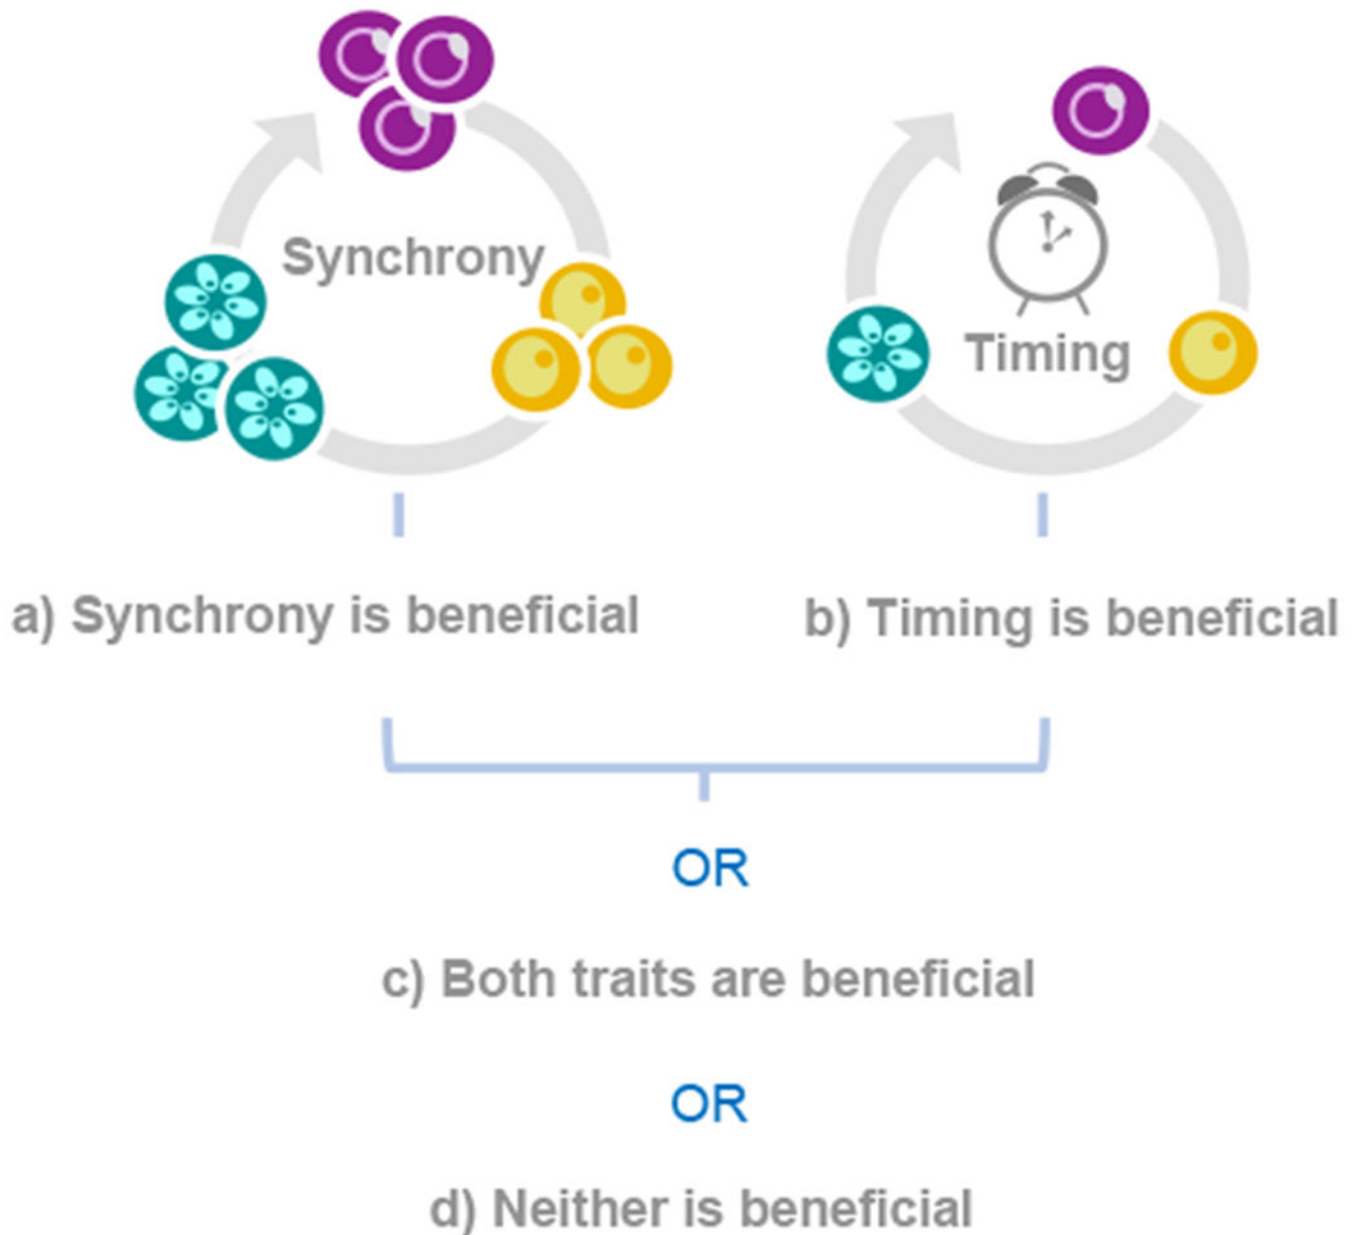 Synchrony
Timing
a) Synchrony is beneficial
b) Timing is beneficial
OR
c) Both traits are beneficial
OR
d) Neither is beneficial